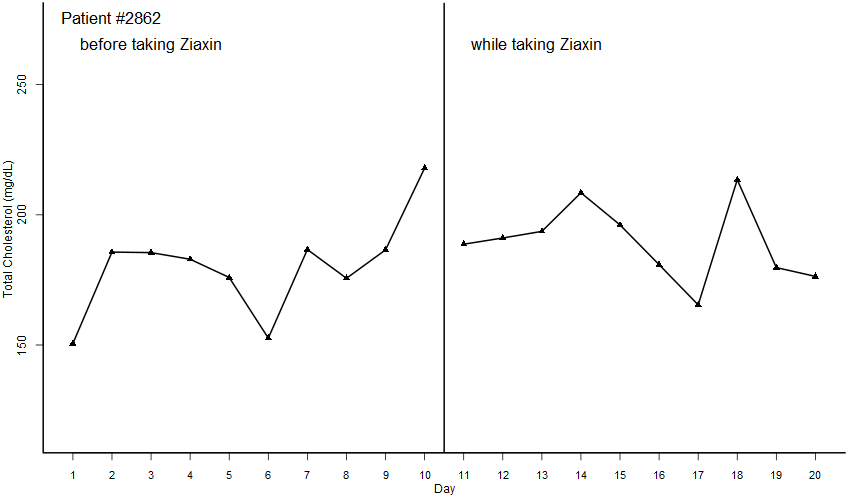 Patient #2862
before taking Ziaxin
while taking Ziaxin
Total Cholesterol (mg/dL)
250
200
150
1 2 3 4 5 6 7 8 9 10 11 12 13 14 15 16 17 18 19 20
Day